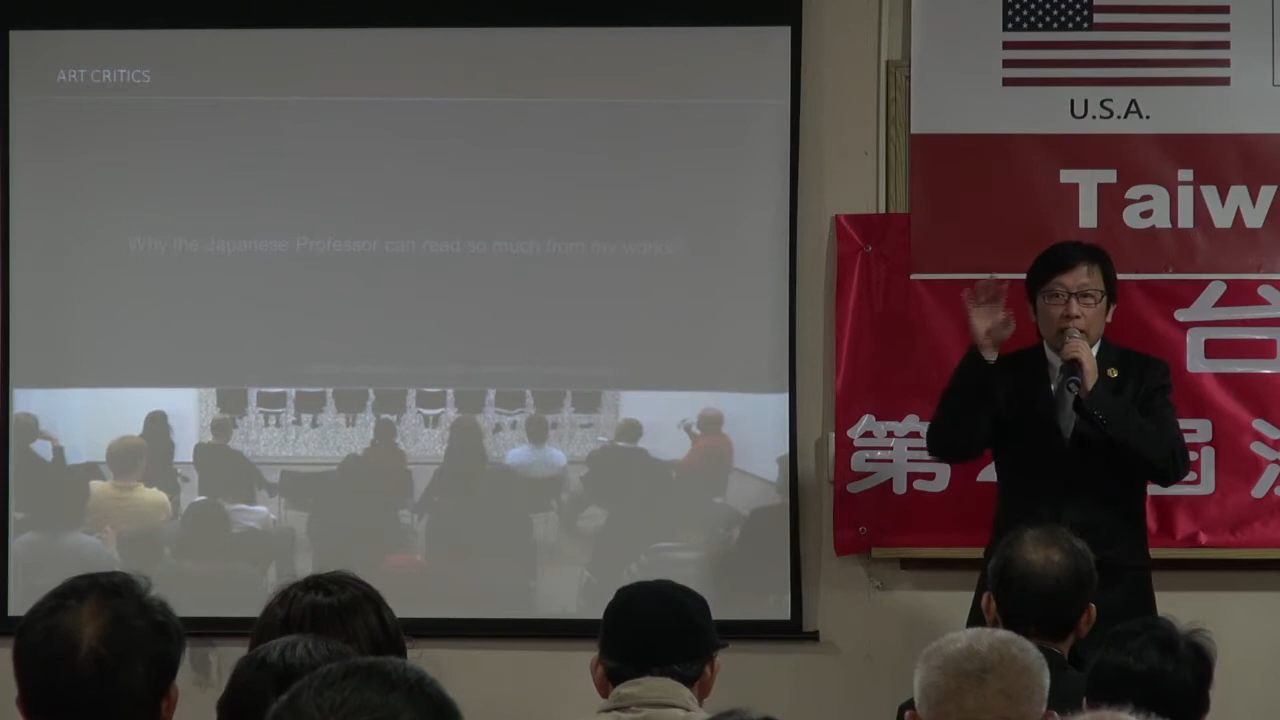 ART CRITICS
Why the Japanese Professor can read so much from my works
U.S.A.
Taiw
台
第
屆